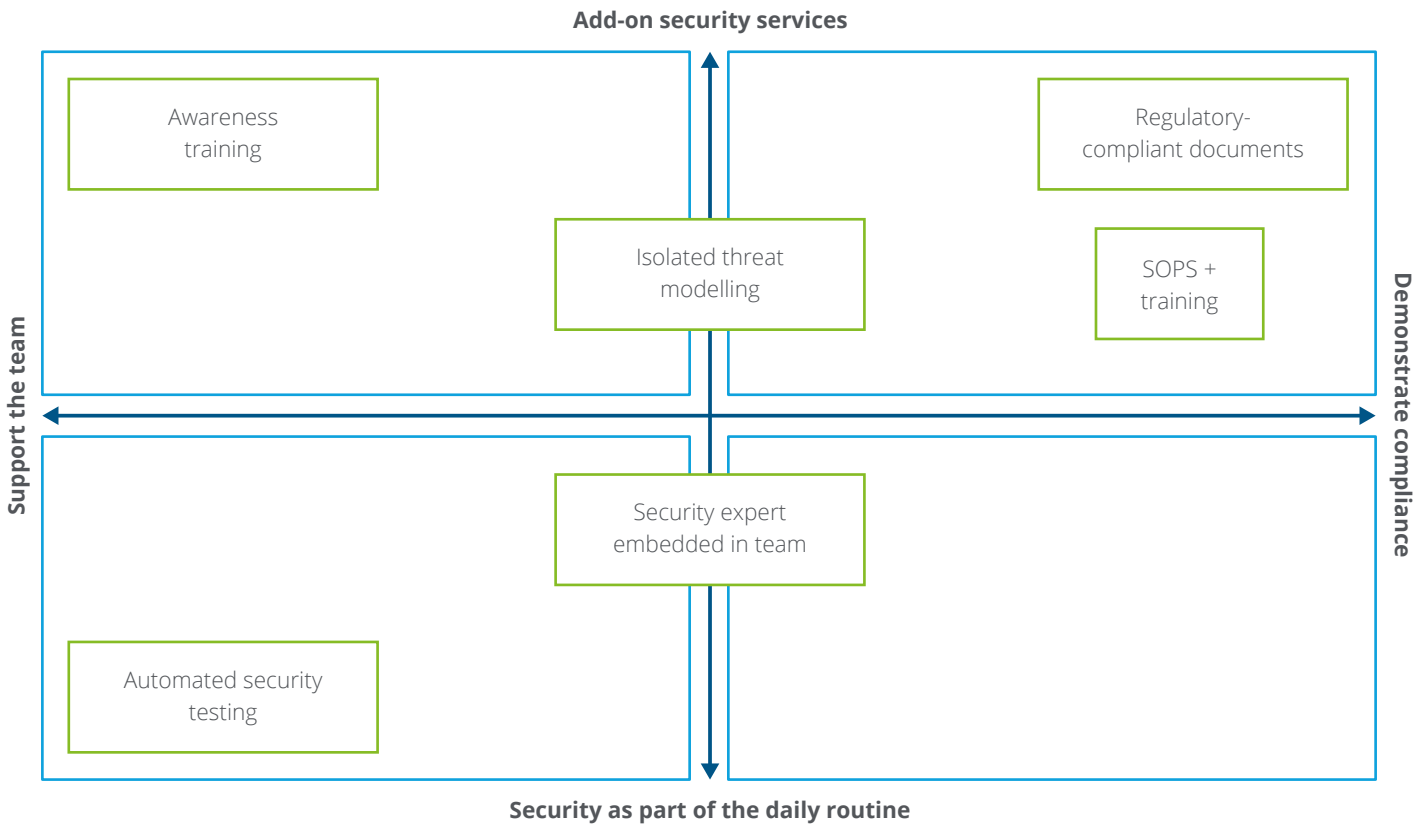 Add-on security services
Awareness
training
Regulatory-
compliant documents
Isolated threat
modelling
SOPS +
training
Support the team
Demonstrate compliance
Security expert
embedded in team
Automated security
testing
Security as part of the daily routine